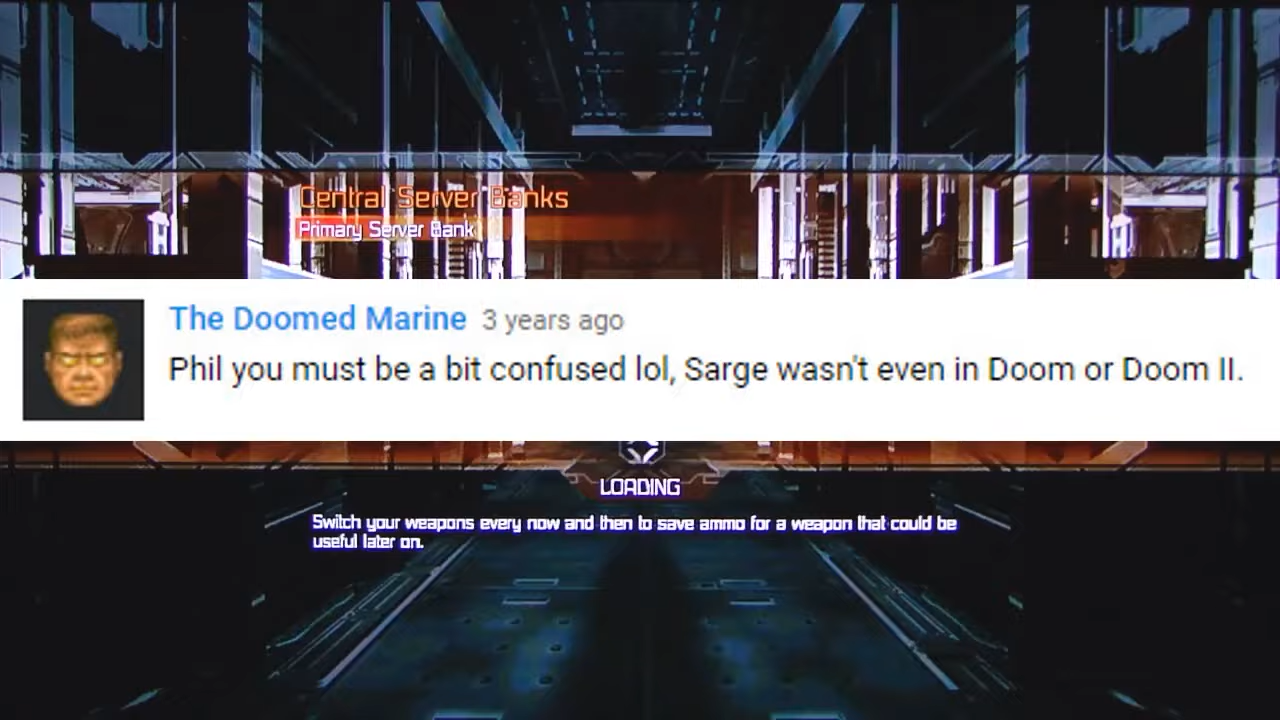 Central Server Banks
Primary Server Bank
The Doomed Marine 3 years ago
Phil you must be a bit confused lol, Sarge wasn't even in Doom or Doom II.
LOADING
Switch your weapons every now and then to save ammo for a weapon that could be
useful later on.